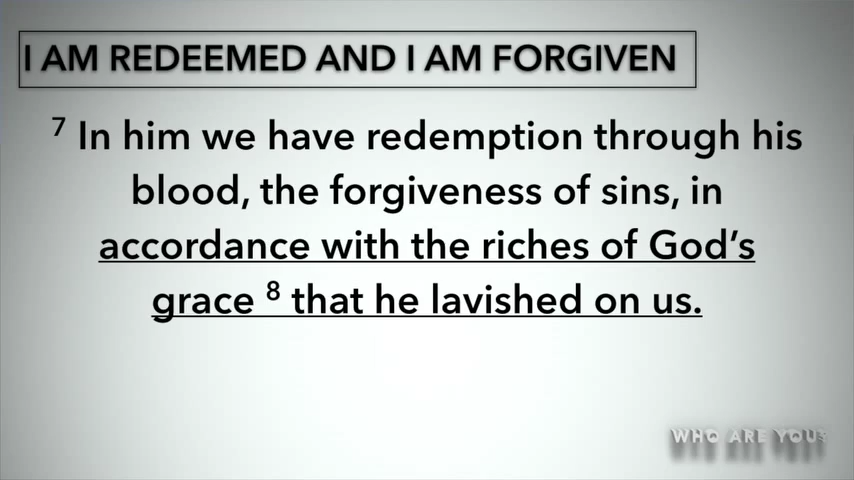 I AM REDEEMED AND I AM FORGIVEN
⁷ In him we have redemption through his
blood, the forgiveness of sins, in
accordance with the riches of God’s
grace ⁸ that he lavished on us.
WHO ARE YOU?